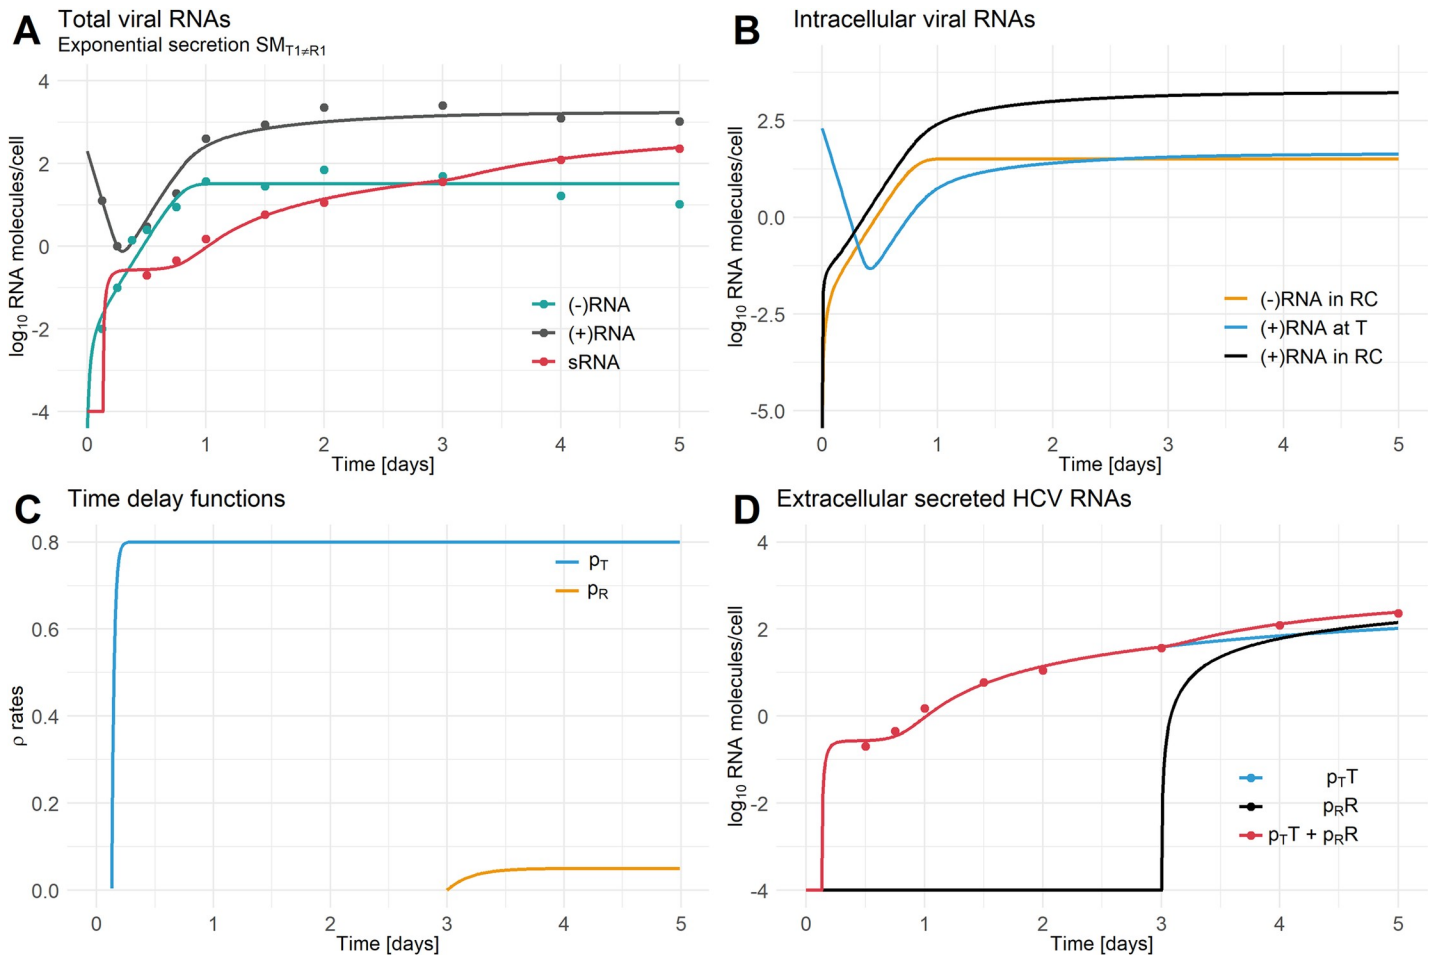 A
Total viral RNAs
Exponential secretion SM_T1≠R1
log10 RNA molecules/cell
4
2
0
-2
-4
(-)RNA
(+)RNA
sRNA
0 1 2 3 4 5
Time [days]
B
Intracellular viral RNAs
log10 RNA molecules/cell
2.5
0.0
-2.5
-5.0
(-)RNA in RC
(+)RNA at T
(+)RNA in RC
0 1 2 3 4 5
Time [days]
C
Time delay functions
ρ rates
0.8
0.6
0.4
0.2
0.0
pT
pR
0 1 2 3 4 5
Time [days]
D
Extracellular secreted HCV RNAs
log10 RNA molecules/cell
4
2
0
-2
-4
pTT
pRR
pTT + pRR
0 1 2 3 4 5
Time [days]